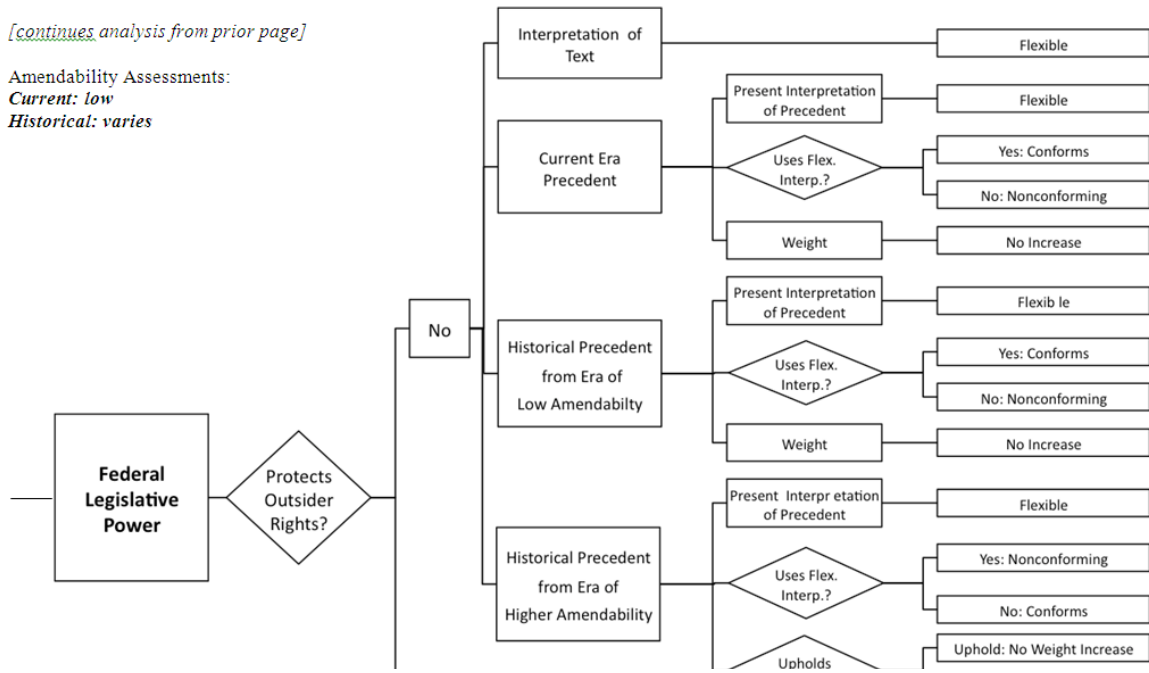 [continues analysis from prior page]
Amendability Assessments:
Current: low
Historical: varies
Federal
Legislative
Power
Protects
Outsider
Rights?
No
Interpretation of
Text
Flexible
Current Era
Precedent
Present Interpretation
of Precedent
Flexible
Uses Flex.
Interp.?
Yes: Conforms
No: Nonconforming
Weight
No Increase
Historical Precedent
from Era of
Low Amendabilty
Present Interpretation
of Precedent
Flexib le
Uses Flex.
Interp.?
Yes: Conforms
No: Nonconforming
Weight
No Increase
Historical Precedent
from Era of
Higher Amendability
Present Interpr etation
of Precedent
Flexible
Uses Flex.
Interp.?
Yes: Nonconforming
No: Conforms
Upholds
Uphold: No Weight Increase